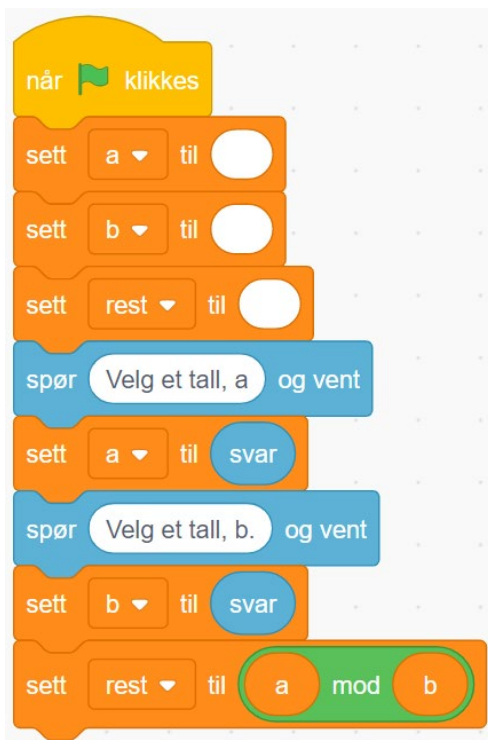 når klikkes
sett a til
sett b til
sett rest til
spør Velg et tall, a og vent
sett a til svar
spør Velg et tall, b. og vent
sett b til svar
sett rest til a mod b